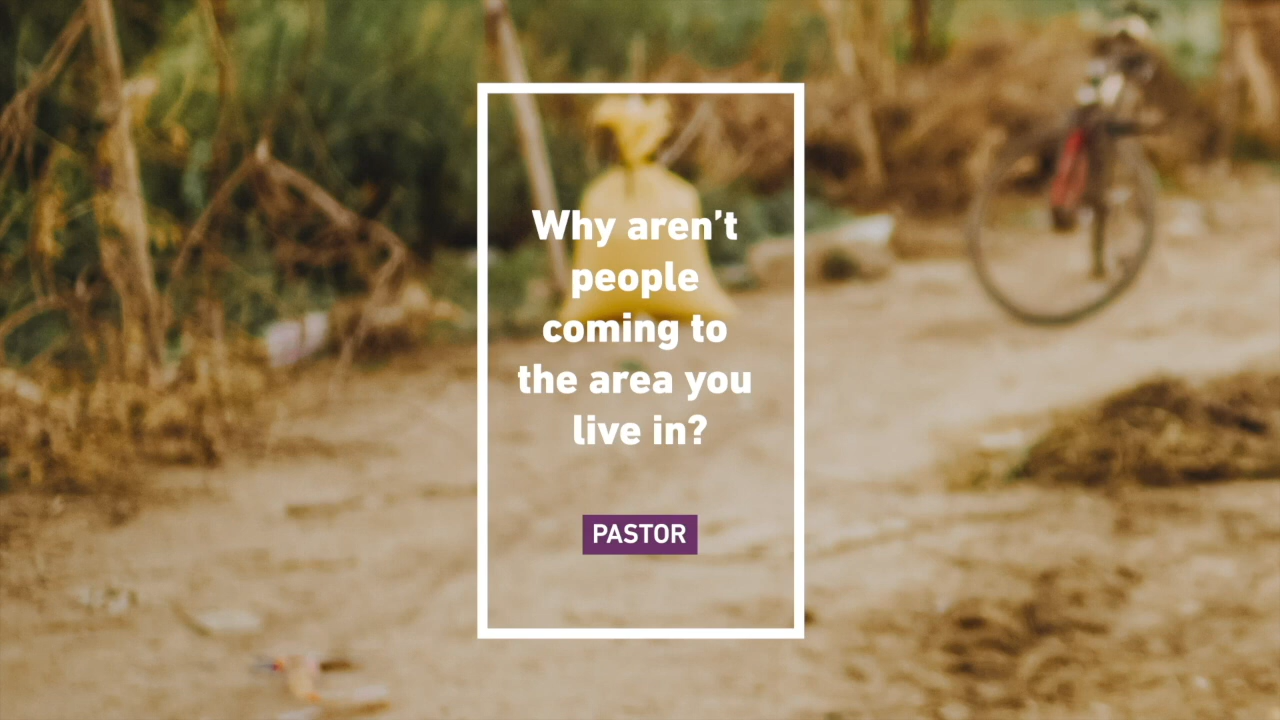 Why aren’t
people
coming to
the area you
live in?
PASTOR